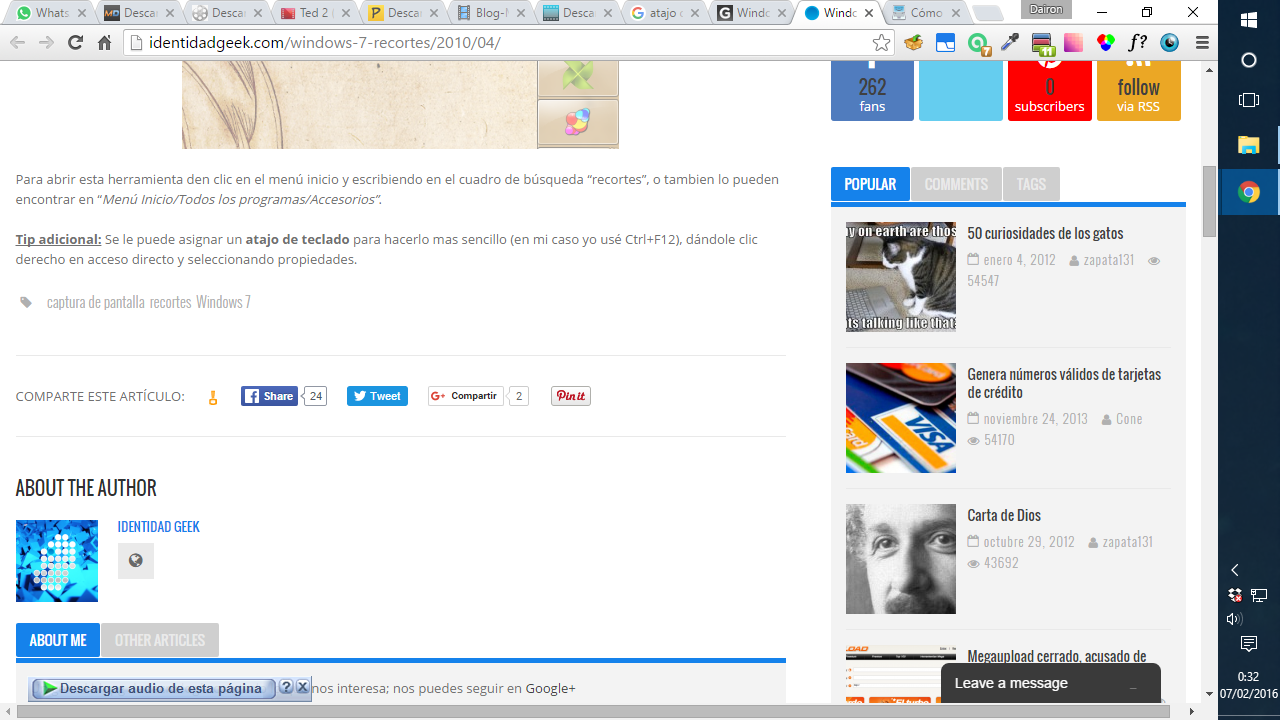 Whats
Desca
Desca
Ted 2 (
Desca
Blog-N
Desca
atajo d
Windo
Windo
Cómo
Dairon
identidadgeek.com/windows-7-recortes/2010/04/
7
11
f?
262
fans
0
subscribers
follow
via RSS
Para abrir esta herramienta den clic en el menú inicio y escribiendo en el cuadro de búsqueda “recortes”, o tambien lo pueden
encontrar en “Menú Inicio/Todos los programas/Accesorios”.
Tip adicional: Se le puede asignar un atajo de teclado para hacerlo mas sencillo (en mi caso yo usé Ctrl+F12), dándole clic
derecho en acceso directo y seleccionando propiedades.
captura de pantalla recortes Windows 7
COMPARTE ESTE ARTÍCULO:
Share 24
Tweet
G+ Compartir 2
Pin it
ABOUT THE AUTHOR
IDENTIDAD GEEK
ABOUT ME
OTHER ARTICLES
Descargar audio de esta página ? X
nos interesa; nos puedes seguir en Google+
POPULAR
COMMENTS
TAGS
y on earth are thos
ts talking like that
50 curiosidades de los gatos
enero 4, 2012 zapata131
54547
VISA
Genera números válidos de tarjetas
de crédito
noviembre 24, 2013 Cone
54170
Carta de Dios
octubre 29, 2012 zapata131
43692
LOAD
Megaupload cerrado, acusado de
Leave a message
0:32
07/02/2016